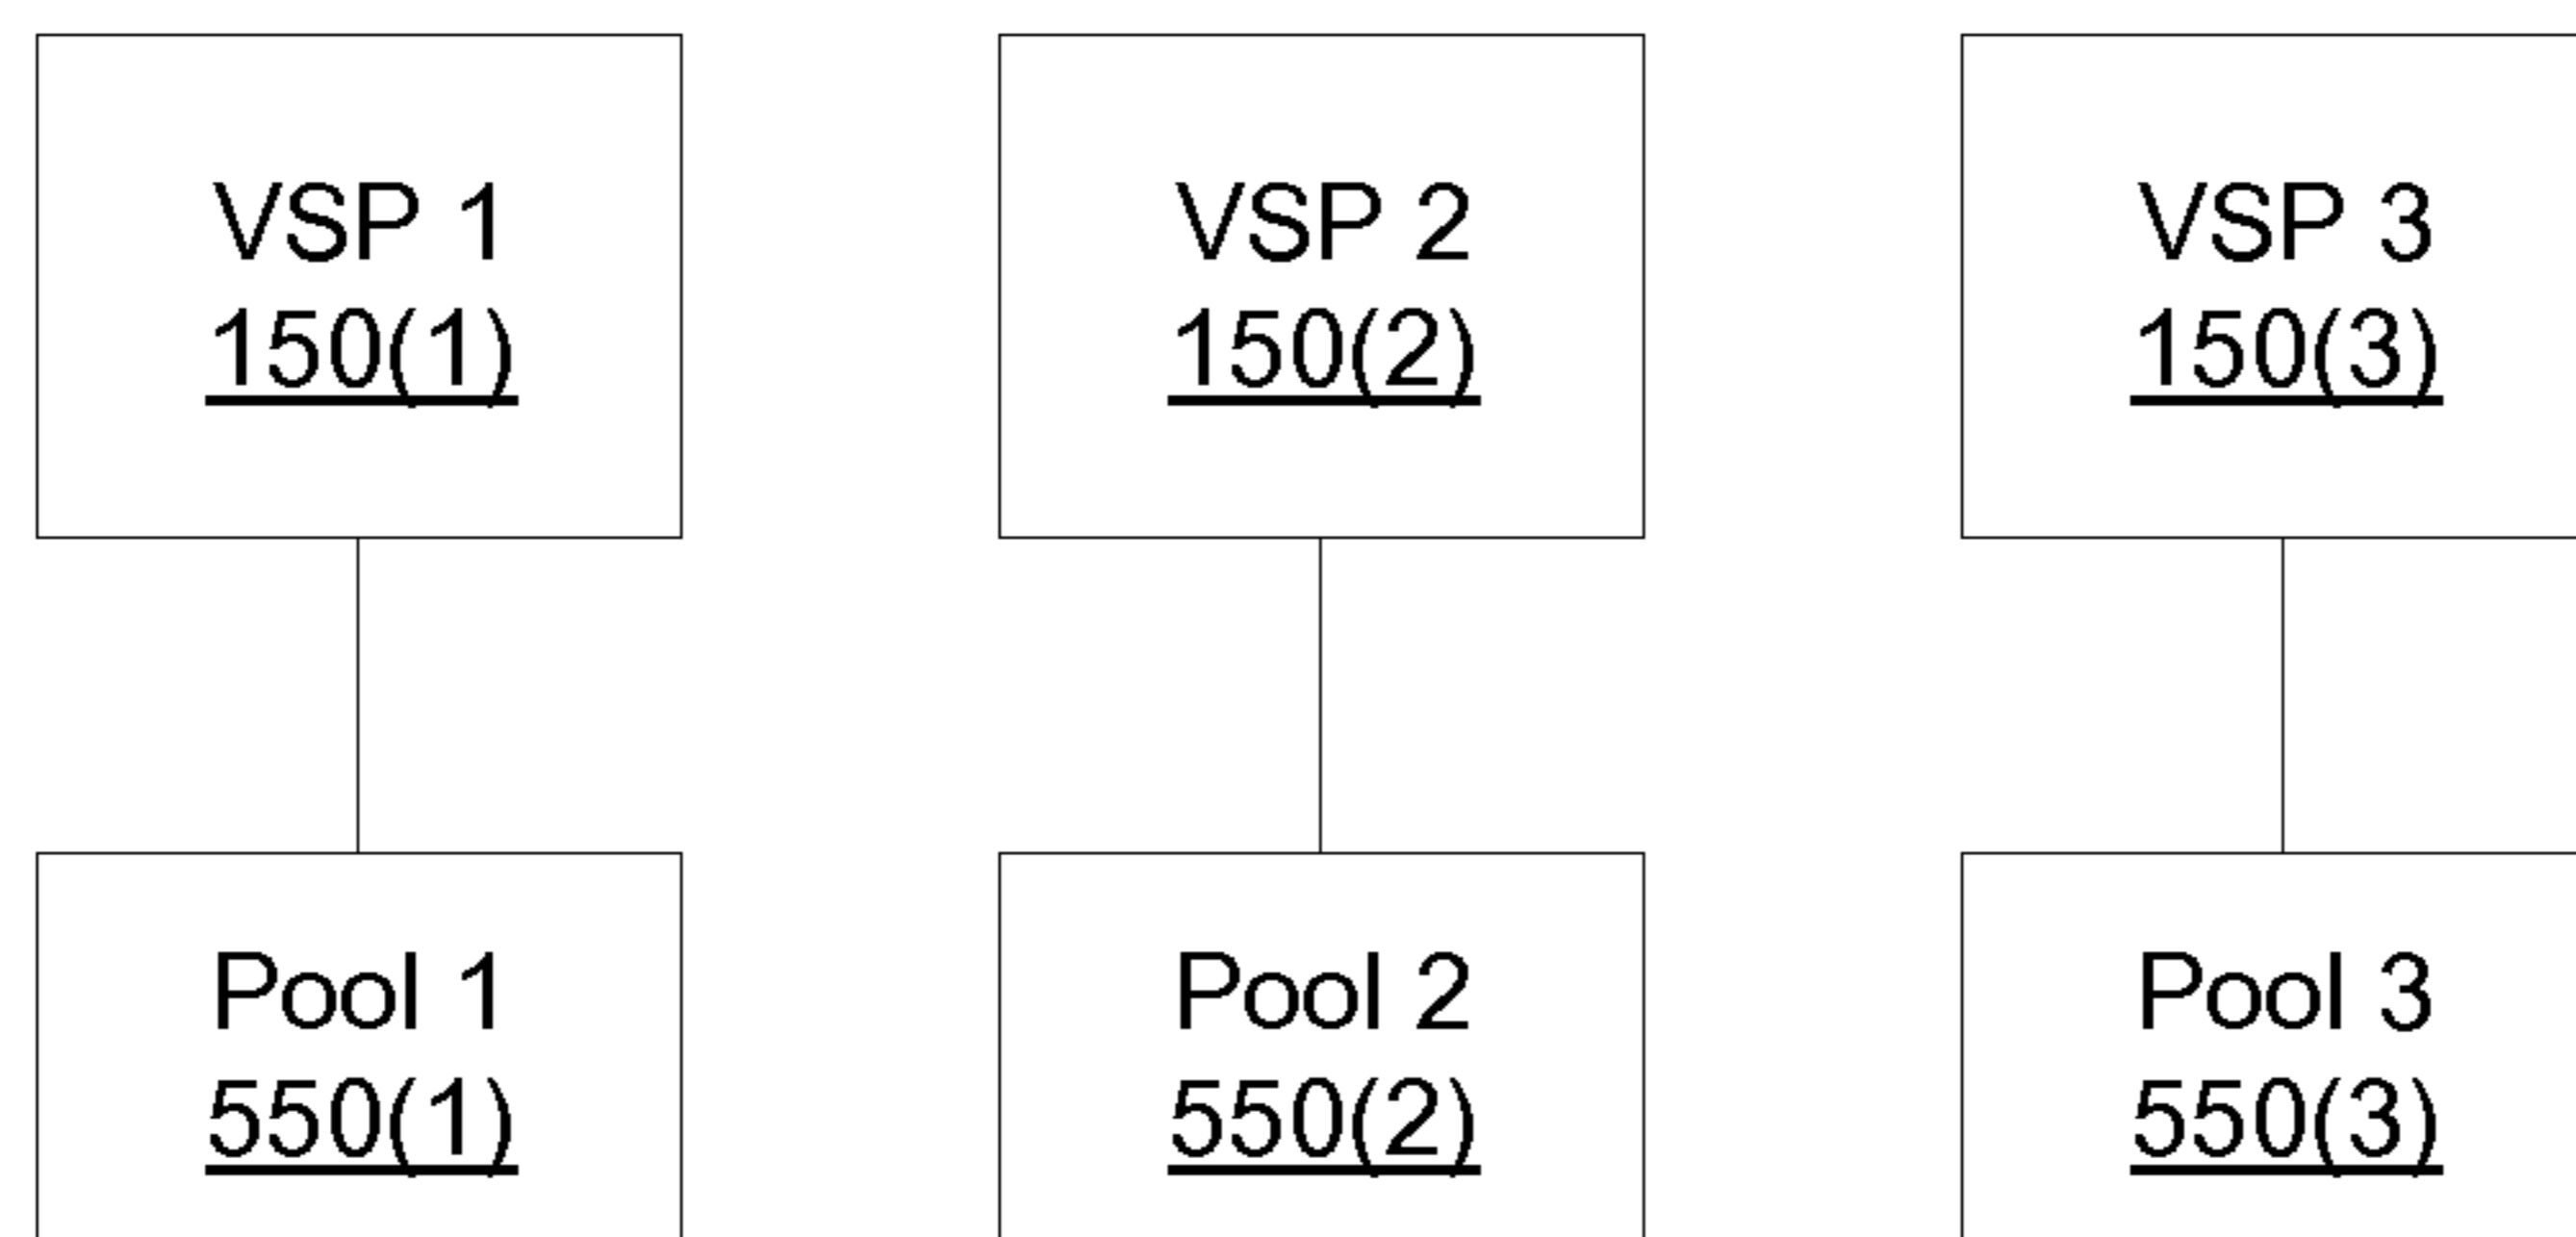 VSP 1
150(1)
VSP 2
150(2)
VSP 3
150(3)
Pool 1
550(1)
Pool 2
550(2)
Pool 3
550(3)